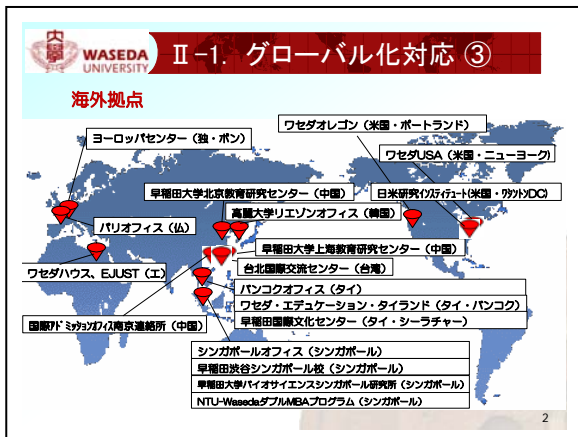 大學
WASEDA
UNIVERSITY
Ⅱ-1. グローバル化対応 ③
海外拠点
ワセダオレゴン（米国・ポートランド）
ヨーロッパセンター（独・ボン）
ワセダUSA（米国・ニューヨーク）
早稲田大学北京教育研究センター（中国）
日米研究ｲﾝｽﾃｨﾃｭｰﾄ(米国・ﾜｼﾝﾄﾝDC)
高麗大学リエゾンオフィス（韓国）
パリオフィス（仏）
早稲田大学上海教育研究センター（中国）
台北国際交流センター（台湾）
ワセダハウス、EJUST（エ）
バンコクオフィス（タイ）
ワセダ・エデュケーション・タイランド（タイ・バンコク）
国際ｱﾄﾞﾐｯｼｮﾝｵﾌｨｽ南京連絡所（中国）
早稲田国際文化センター（タイ・シーラチャー）
シンガポールオフィス（シンガポール）
早稲田渋谷シンガポール校（シンガポール）
早稲田大学バイオサイエンスシンガポール研究所（シンガポール）
NTU-WasedaダブルMBAプログラム（シンガポール）
2